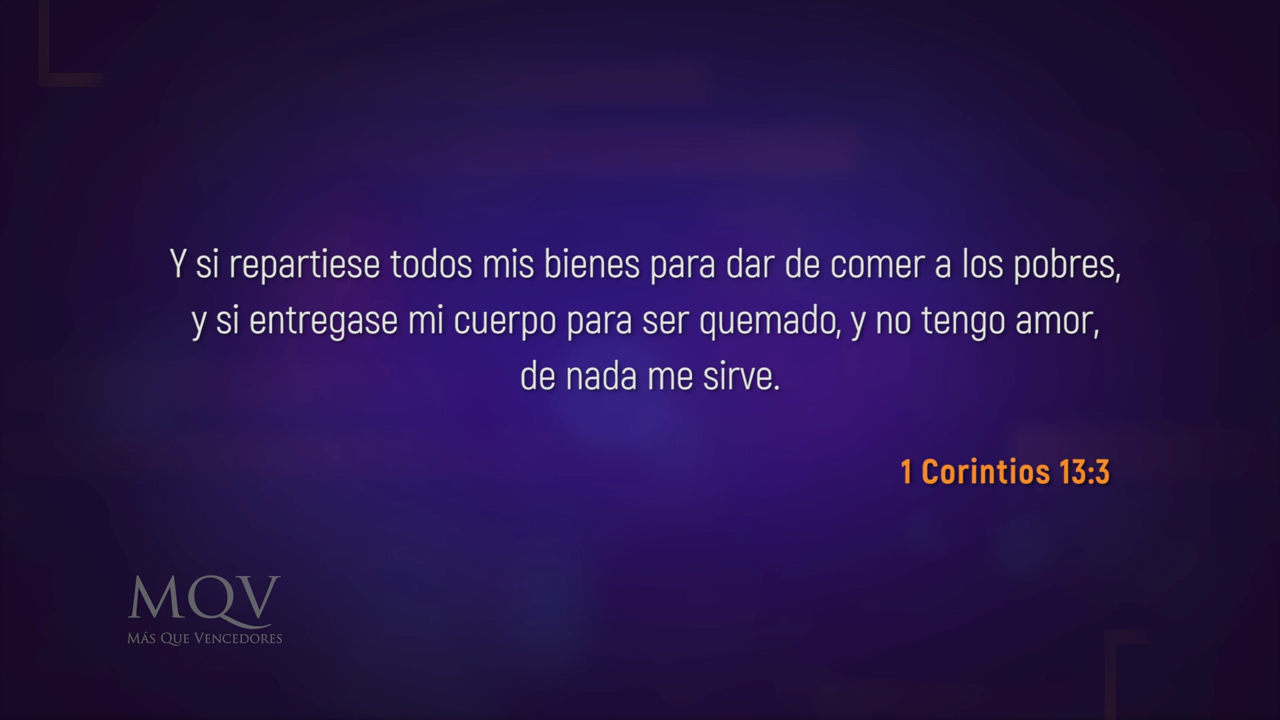 Y si repartiese todos mis bienes para dar de comer a los pobres,
y si entregase mi cuerpo para ser quemado, y no tengo amor,
de nada me sirve.
1 Corintios 13:3
MQV
MÁS QUE VENCEDORES